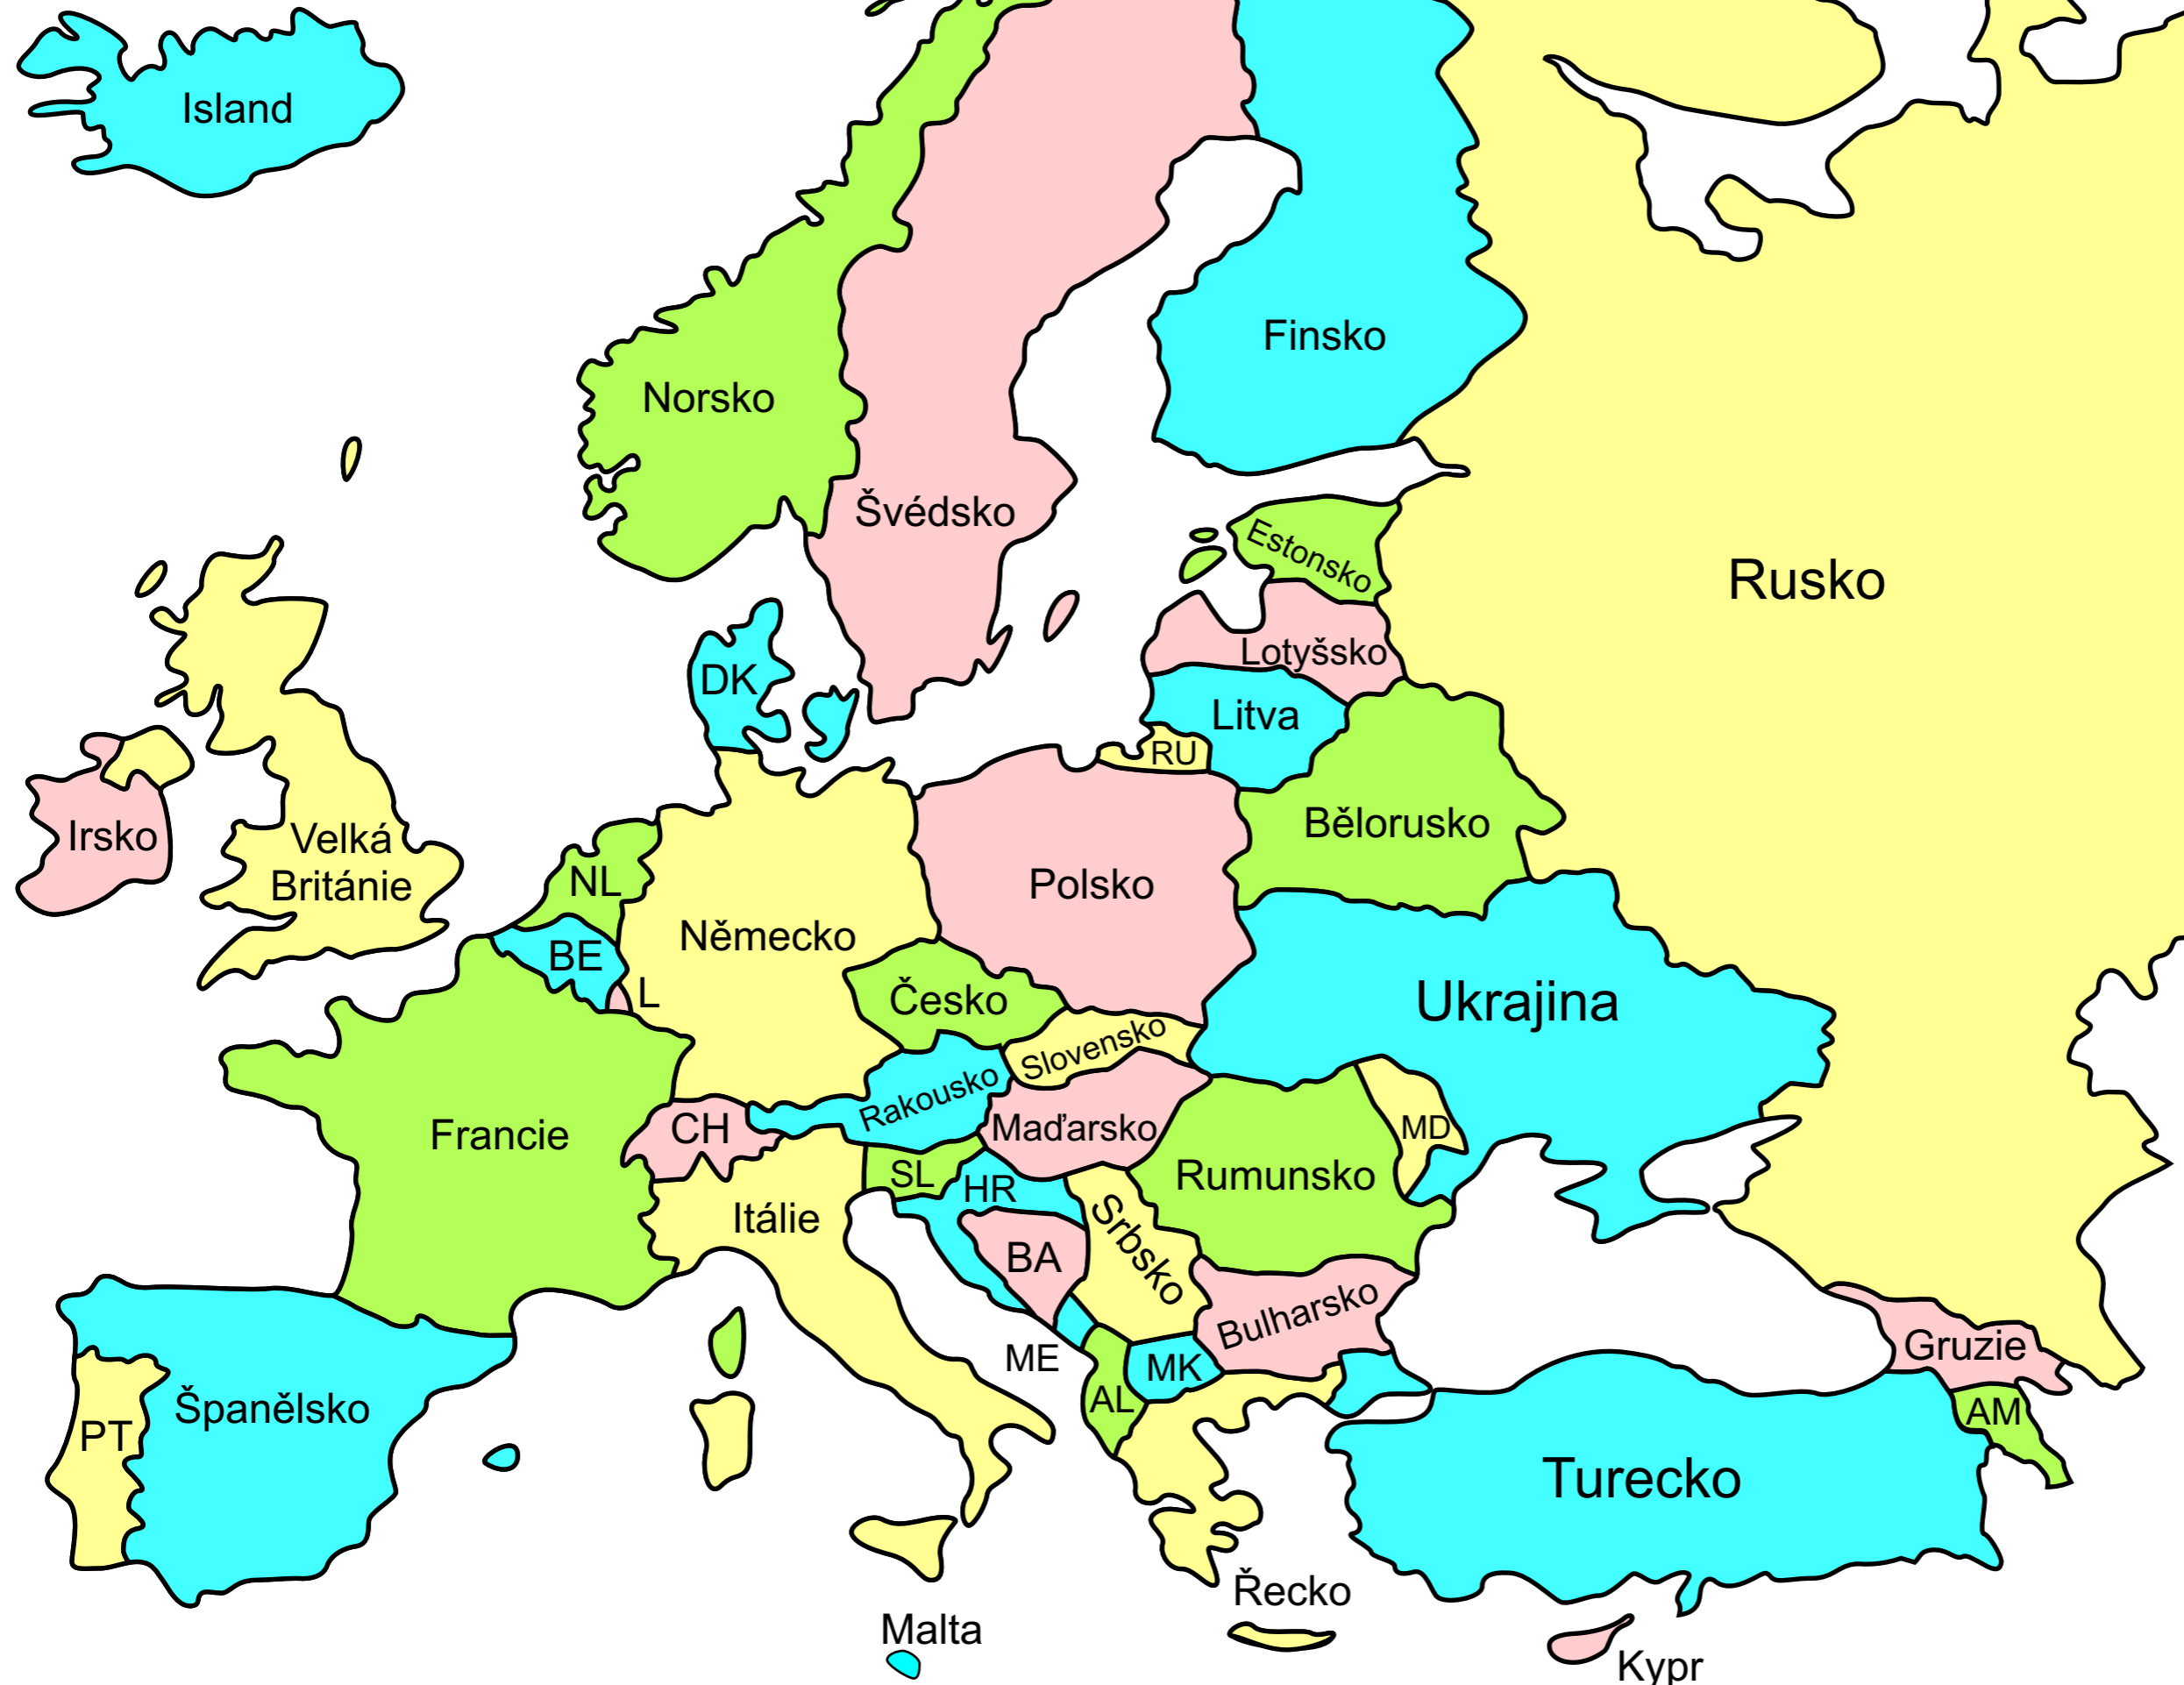 Island
Finsko
Norsko
Švédsko
Estonsko
Rusko
Lotyšsko
DK
Litva
RU
Irsko
Velká
Británie
Bělorusko
NL
Polsko
Německo
BE
L
Česko
Ukrajina
Slovensko
Rakousko
Francie
CH
Maďarsko
MD
SL
HR
Rumunsko
Itálie
Srbsko
BA
Bulharsko
ME
MK
Gruzie
AL
AM
Španělsko
PT
Turecko
Řecko
Malta
Kypr